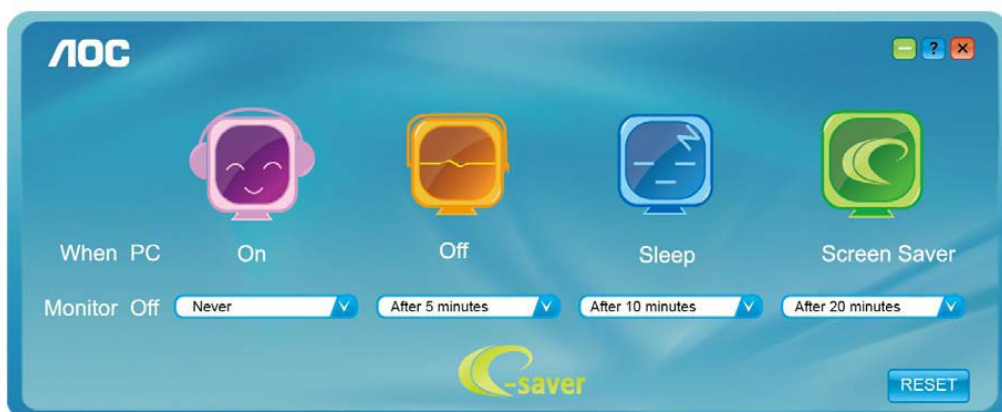 AOC
?
When PC On Off Sleep Screen Saver
Monitor Off Never After 5 minutes After 10 minutes After 20 minutes
e-saver
RESET